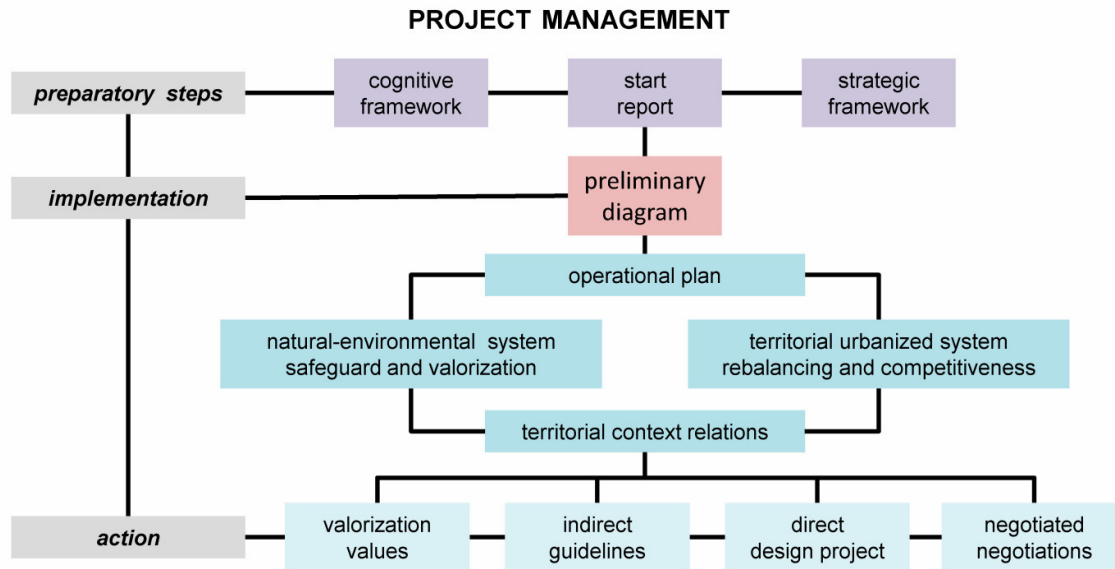 PROJECT MANAGEMENT
preparatory steps
cognitive
framework
start
report
strategic
framework
implementation
preliminary
diagram
operational plan
natural-environmental system
safeguard and valorization
territorial urbanized system
rebalancing and competitiveness
territorial context relations
action
valorization
values
indirect
guidelines
direct
design project
negotiated
negotiations